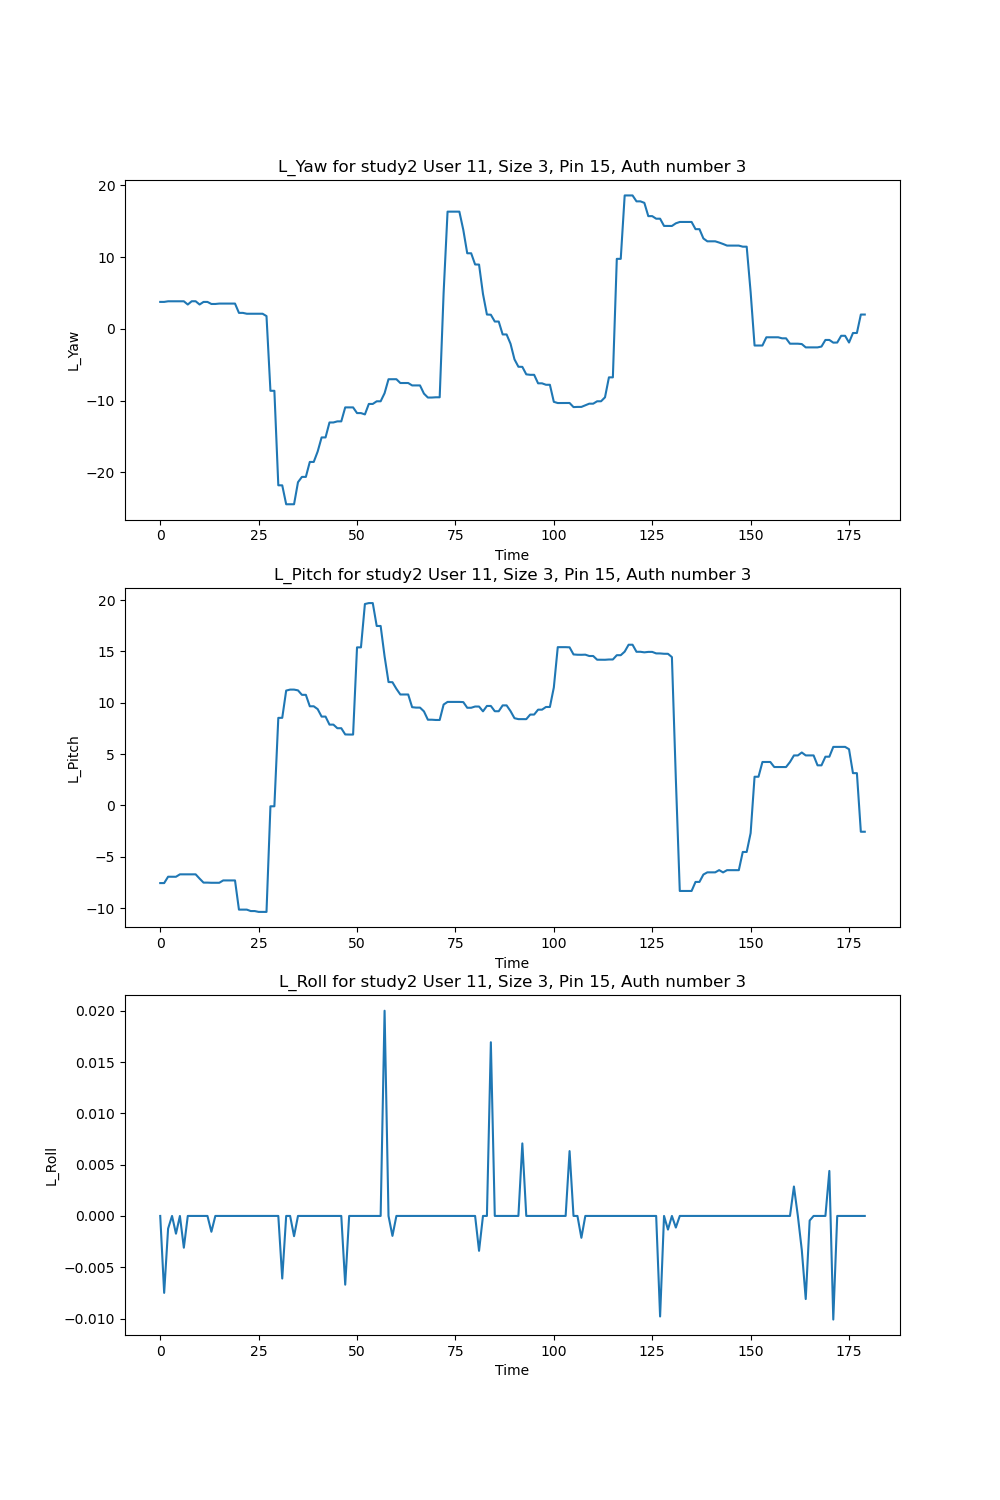 L_Yaw for study2 User 11, Size 3, Pin 15, Auth number 3
20
10
0
−10
−20
L_Yaw
0 25 50 75 100 125 150 175
Time
L_Pitch for study2 User 11, Size 3, Pin 15, Auth number 3
20
15
10
5
0
−5
−10
L_Pitch
0 25 50 75 100 125 150 175
Time
L_Roll for study2 User 11, Size 3, Pin 15, Auth number 3
0.020
0.015
0.010
0.005
0.000
−0.005
−0.010
L_Roll
0 25 50 75 100 125 150 175
Time